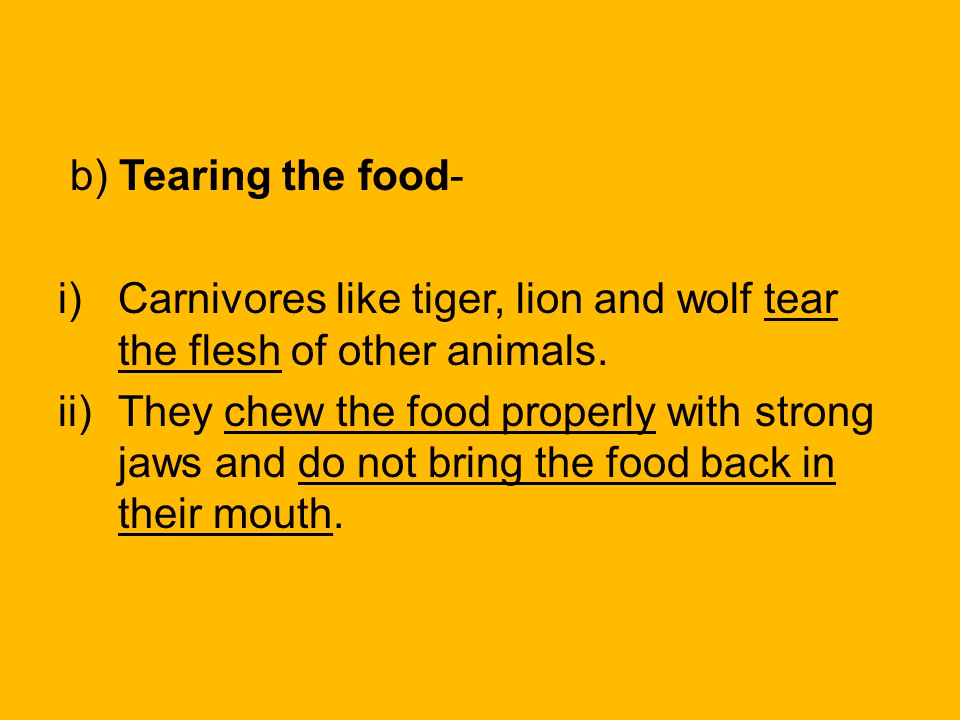 b) Tearing the food-
i) Carnivores like tiger, lion and wolf tear
the flesh of other animals.
ii) They chew the food properly with strong
jaws and do not bring the food back in
their mouth.